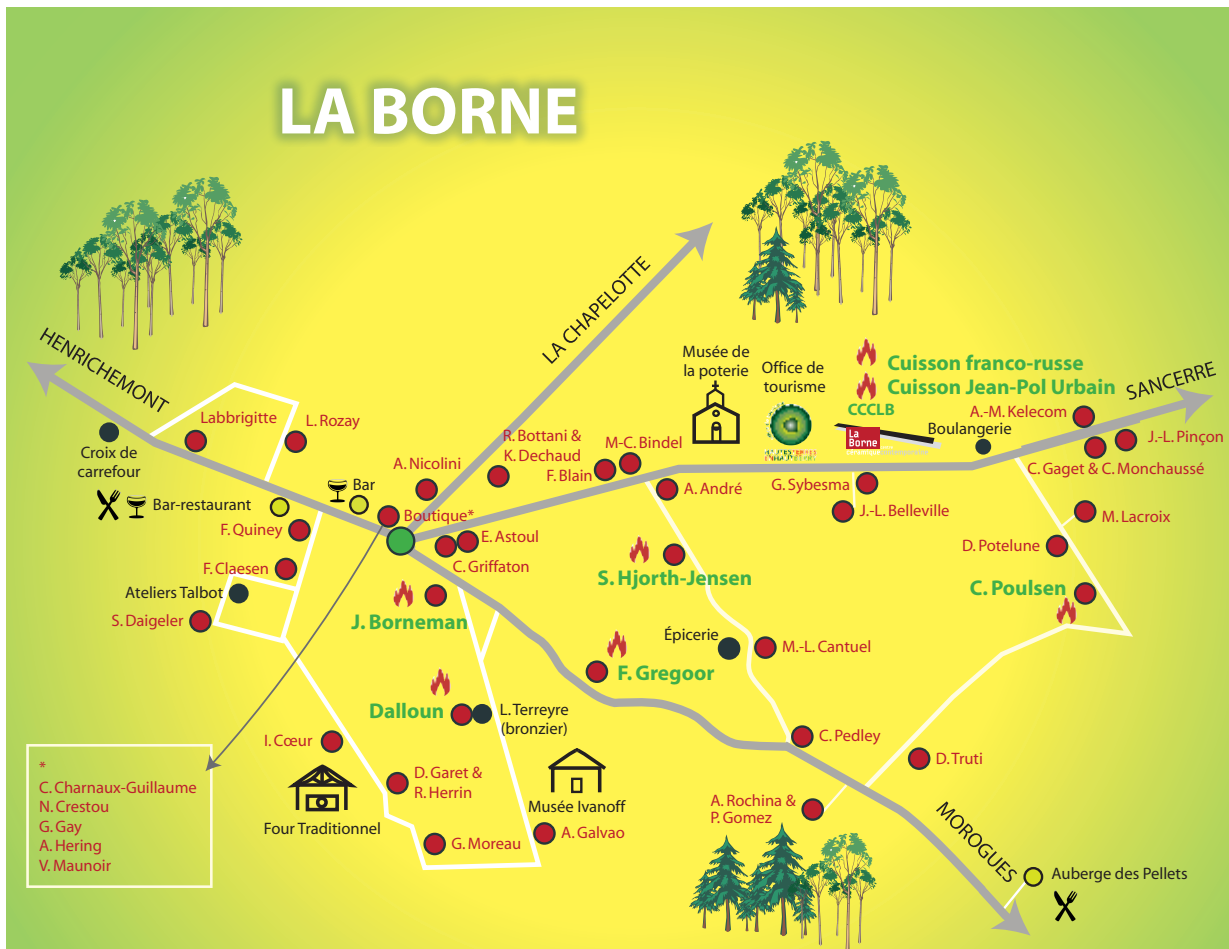 LA BORNE
HENRICHEMONT
LA CHAPELOTTE
SANCERRE
MOROGUES
Musée de
la poterie
Office de
tourisme
Cuisson franco-russe
Cuisson Jean-Pol Urbain
CCCLB
La
Borne
Boulangerie
A.-M. Kelecom
J.-L. Pinçon
C. Gaget & C. Monchaussé
Labbrigitte
L. Rozay
Croix de
carrefour
Bar-restaurant
Bar
A. Nicolini
R. Bottani &
K. Dechaud
M-C. Bindel
F. Blain
A. André
G. Sybesma
J.-L. Belleville
M. Lacroix
D. Potelune
C. Poulsen
Boutique*
F. Quiney
F. Claesen
E. Astoul
C. Griffaton
Ateliers Talbot
S. Daigeler
J. Borneman
S. Hjorth-Jensen
Épicerie
M.-L. Cantuel
F. Gregoor
Dalloun
L. Terreyre
(bronzier)
C. Pedley
D. Truti
I. Cœur
Four Traditionnel
D. Garet &
R. Herrin
Musée Ivanoff
A. Galvao
G. Moreau
A. Rochina &
P. Gomez
Auberge des Pellets
*
C. Charnaux-Guillaume
N. Crestou
G. Gay
A. Hering
V. Maunoir